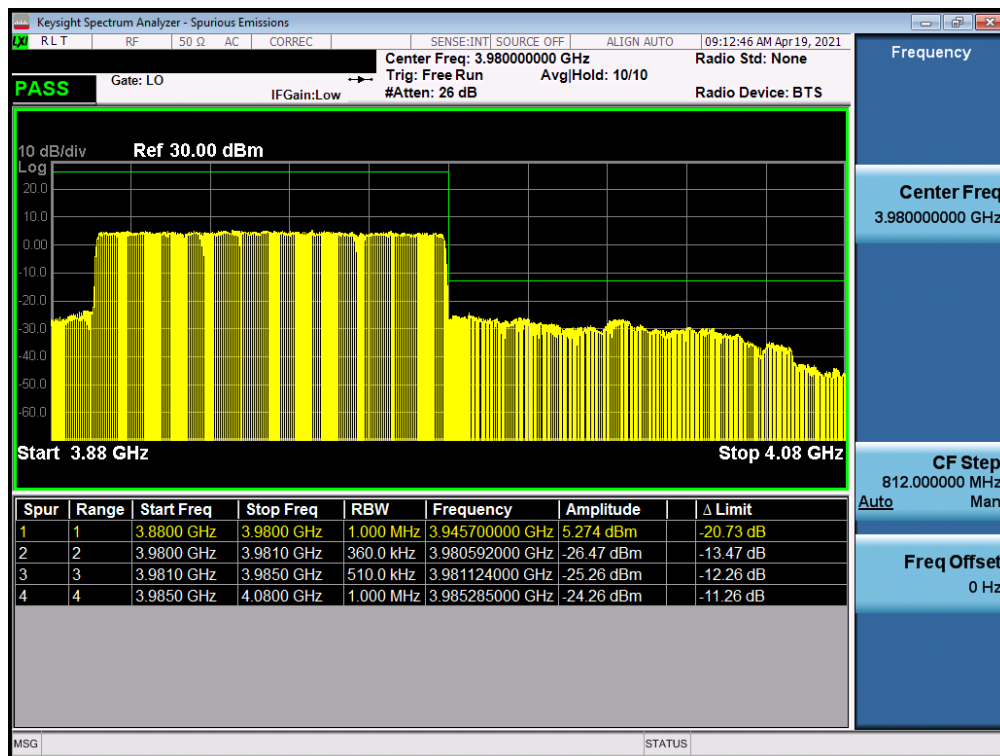 Keysight Spectrum Analyzer - Spurious Emissions
LXI R L T RF 50 Ω AC CORREC SENSE:INT SOURCE OFF ALIGN AUTO 09:12:46 AM Apr 19, 2021
Center Freq: 3.980000000 GHz Radio Std: None
Trig: Free Run Avg|Hold: 10/10
PASS Gate: LO IFGain:Low #Atten: 26 dB Radio Device: BTS
10 dB/div Ref 30.00 dBm
Log
20.0
10.0
0.00
-10.0
-20.0
-30.0
-40.0
-50.0
-60.0
Start 3.88 GHz Stop 4.08 GHz
Spur Range Start Freq Stop Freq RBW Frequency Amplitude Δ Limit
1 1 3.8800 GHz 3.9800 GHz 1.000 MHz 3.945700000 GHz 5.274 dBm -20.73 dB
2 2 3.9800 GHz 3.9810 GHz 360.0 kHz 3.980592000 GHz -26.47 dBm -13.47 dB
3 3 3.9810 GHz 3.9850 GHz 510.0 kHz 3.981124000 GHz -25.26 dBm -12.26 dB
4 4 3.9850 GHz 4.0800 GHz 1.000 MHz 3.985285000 GHz -24.26 dBm -11.26 dB
MSG STATUS
Frequency
Center Freq
3.980000000 GHz
CF Step
812.000000 MHz
Auto Man
Freq Offset
0 Hz